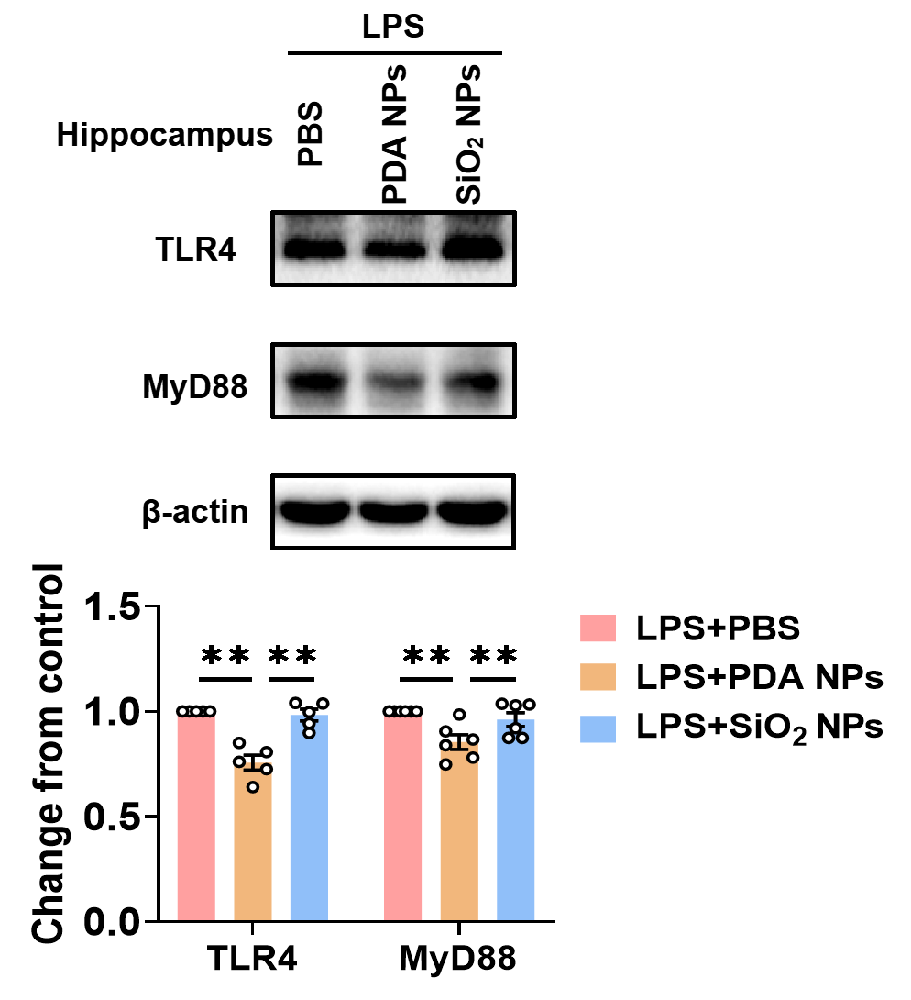 LPS
Hippocampus
PBS
PDA NPs
SiO₂ NPs
TLR4
MyD88
β-actin
Change from control
1.5
1.0
0.5
0.0
** **
** **
TLR4
MyD88
LPS+PBS
LPS+PDA NPs
LPS+SiO₂ NPs